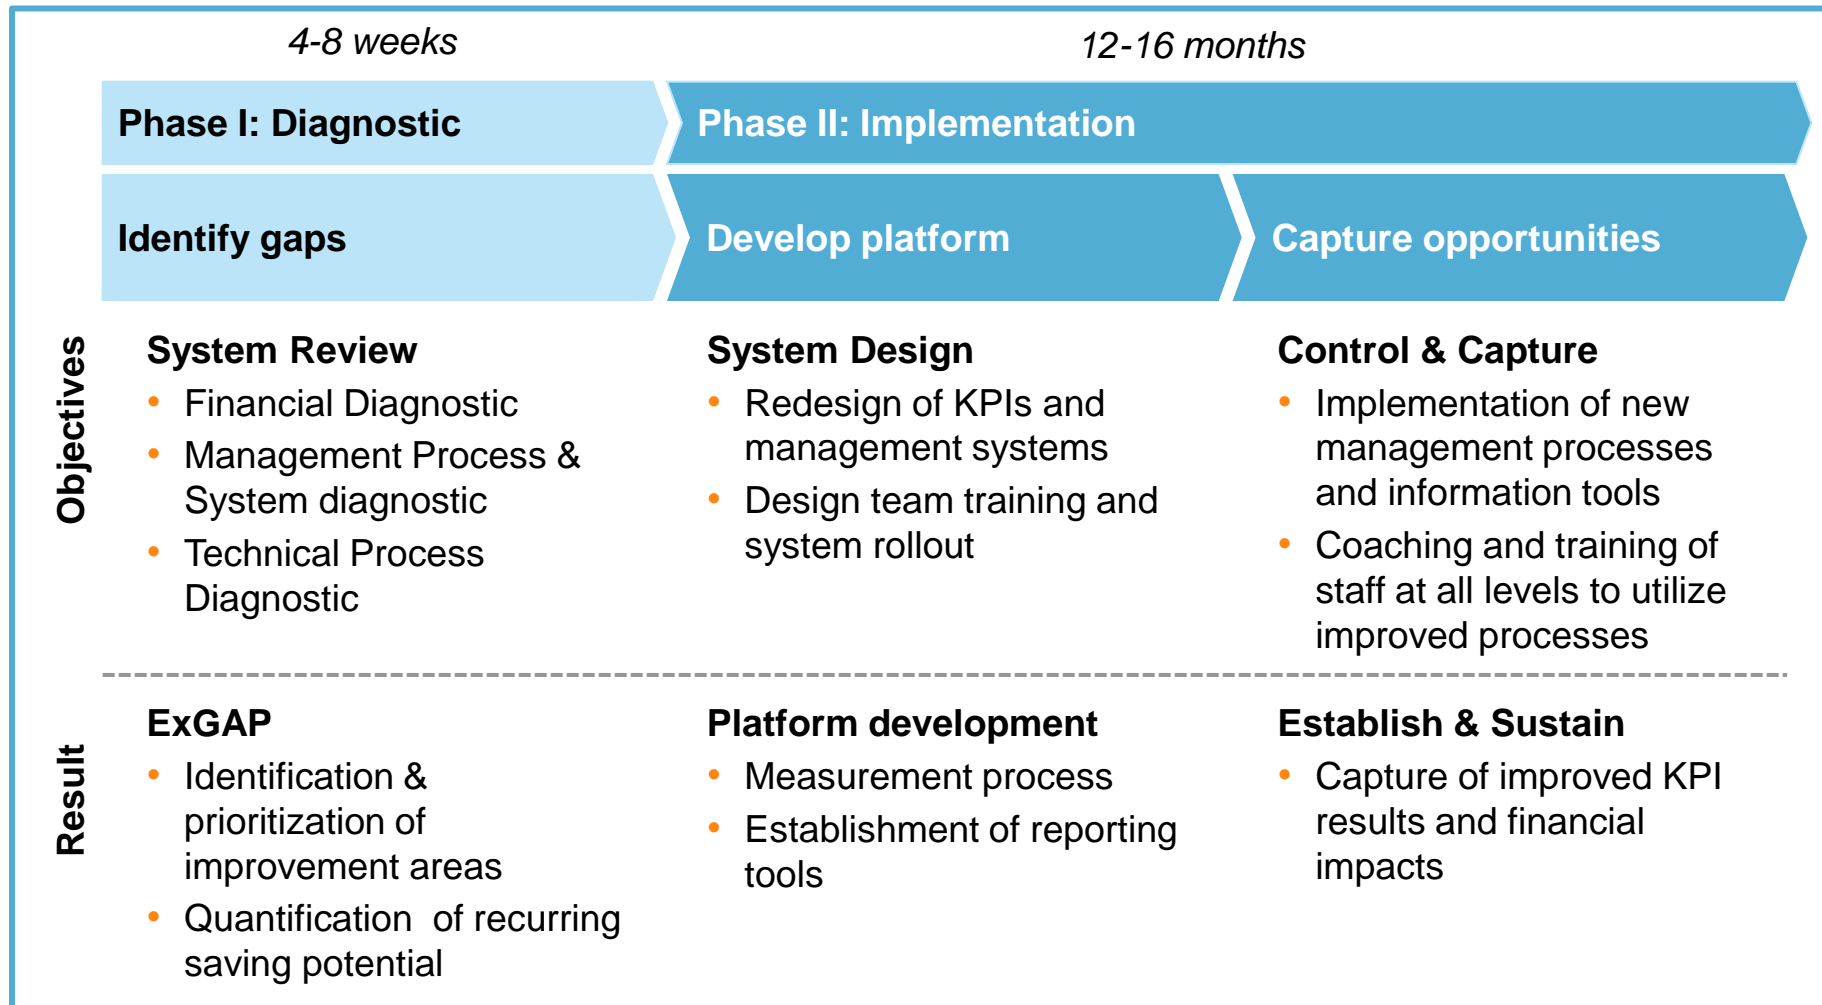 4-8 weeks
12-16 months
Phase I: Diagnostic
Phase II: Implementation
Identify gaps
Develop platform
Capture opportunities
Objectives
System Review
• Financial Diagnostic
• Management Process &
System diagnostic
• Technical Process
Diagnostic
System Design
• Redesign of KPIs and
management systems
• Design team training and
system rollout
Control & Capture
• Implementation of new
management processes
and information tools
• Coaching and training of
staff at all levels to utilize
improved processes
Result
ExGAP
• Identification &
prioritization of
improvement areas
• Quantification  of recurring
saving potential
Platform development
• Measurement process
• Establishment of reporting
tools
Establish & Sustain
• Capture of improved KPI
results and financial
impacts